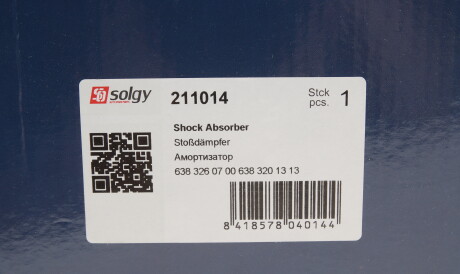 solgy 211014 Stck pcs. 1
Shock Absorber
Stoßdämpfer
Амортизатор
638 326 07 00 638 320 13 13
8 418578 040144